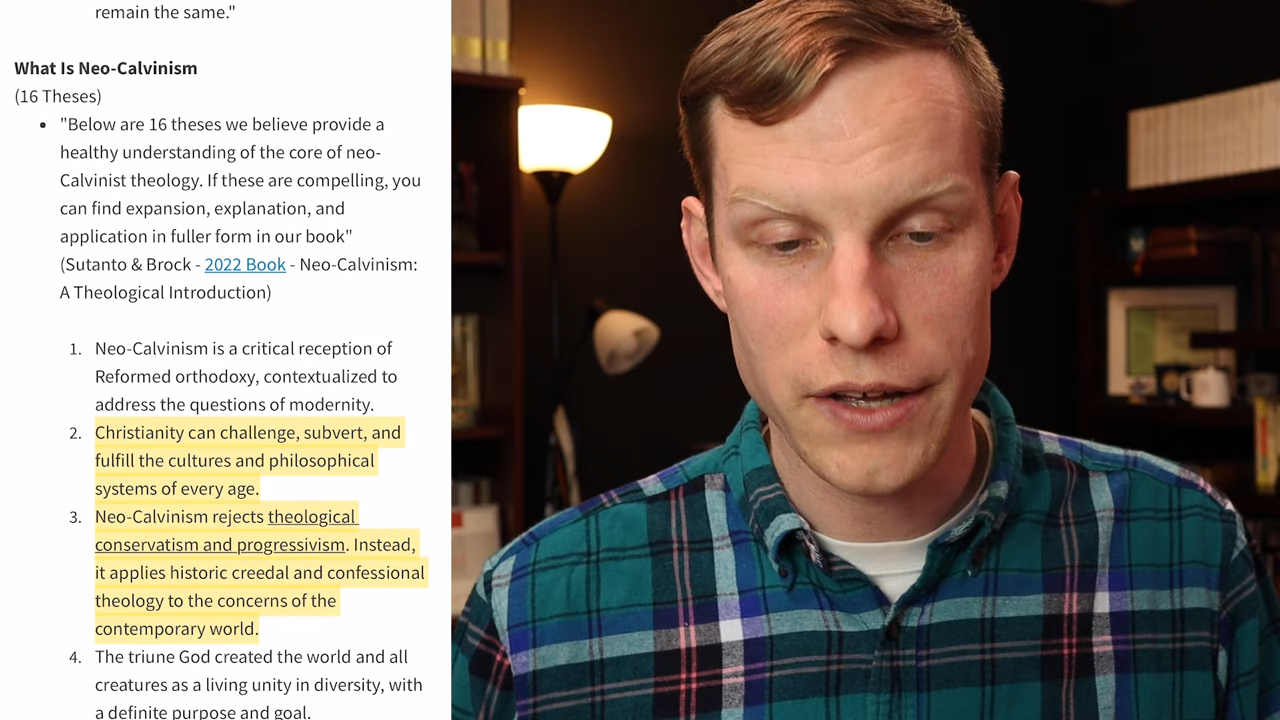 remain the same."
What Is Neo-Calvinism
(16 Theses)
• "Below are 16 theses we believe provide a
healthy understanding of the core of neo-
Calvinist theology. If these are compelling, you
can find expansion, explanation, and
application in fuller form in our book"
(Sutanto & Brock - 2022 Book - Neo-Calvinism:
A Theological Introduction)
1. Neo-Calvinism is a critical reception of
Reformed orthodoxy, contextualized to
address the questions of modernity.
2. Christianity can challenge, subvert, and
fulfill the cultures and philosophical
systems of every age.
3. Neo-Calvinism rejects theological
conservatism and progressivism. Instead,
it applies historic creedal and confessional
theology to the concerns of the
contemporary world.
4. The triune God created the world and all
creatures as a living unity in diversity, with
a definite purpose and goal.